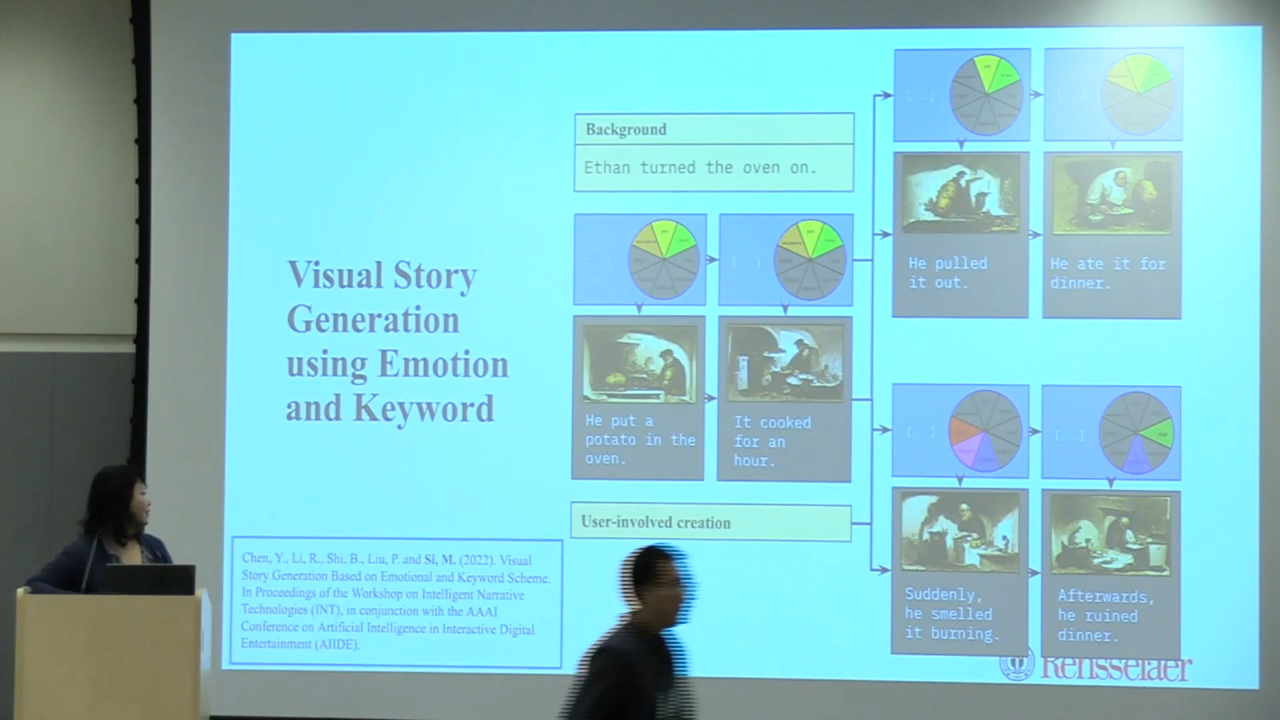 Visual Story
Generation
using Emotion
and Keyword
Chen, Y., Li, R., Shi, B., Liu, P. and Si, M. (2022). Visual
Story Generation Based on Emotional and Keyword Scheme.
In Proceedings of the Workshop on Intelligent Narrative
Technologies (INT), in conjunction with the AAAI
Conference on Artificial Intelligence in Interactive Digital
Entertainment (AIIDE).
Background
Ethan turned the oven on.
[...]
[...]
He put a
potato in the
oven.
It cooked
for an
hour.
User-involved creation
[...]
He pulled
it out.
He ate it for
dinner.
[...]
[...]
Suddenly,
he smelled
it burning.
Afterwards,
he ruined
dinner.
Rensselaer